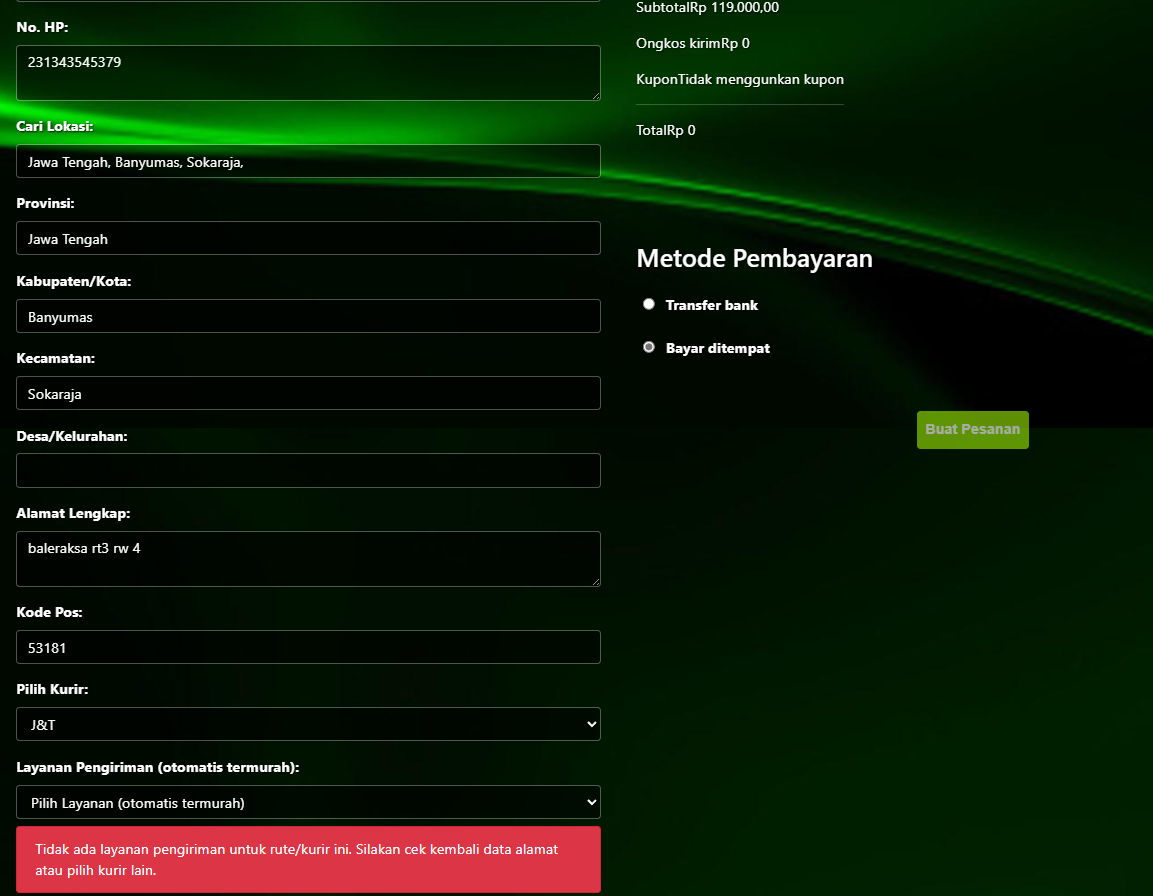 No. HP:
231343545379
Cari Lokasi:
Jawa Tengah, Banyumas, Sokaraja,
Provinsi:
Jawa Tengah
Kabupaten/Kota:
Banyumas
Kecamatan:
Sokaraja
Desa/Kelurahan:
Alamat Lengkap:
baleraksa rt3 rw 4
Kode Pos:
53181
Pilih Kurir:
J&T
Layanan Pengiriman (otomatis termurah):
Pilih Layanan (otomatis termurah)
Tidak ada layanan pengiriman untuk rute/kurir ini. Silakan cek kembali data alamat
atau pilih kurir lain.
SubtotalRp 119.000,00
Ongkos kirimRp 0
KuponTidak menggunkan kupon
TotalRp 0
Metode Pembayaran
Transfer bank
Bayar ditempat
Buat Pesanan